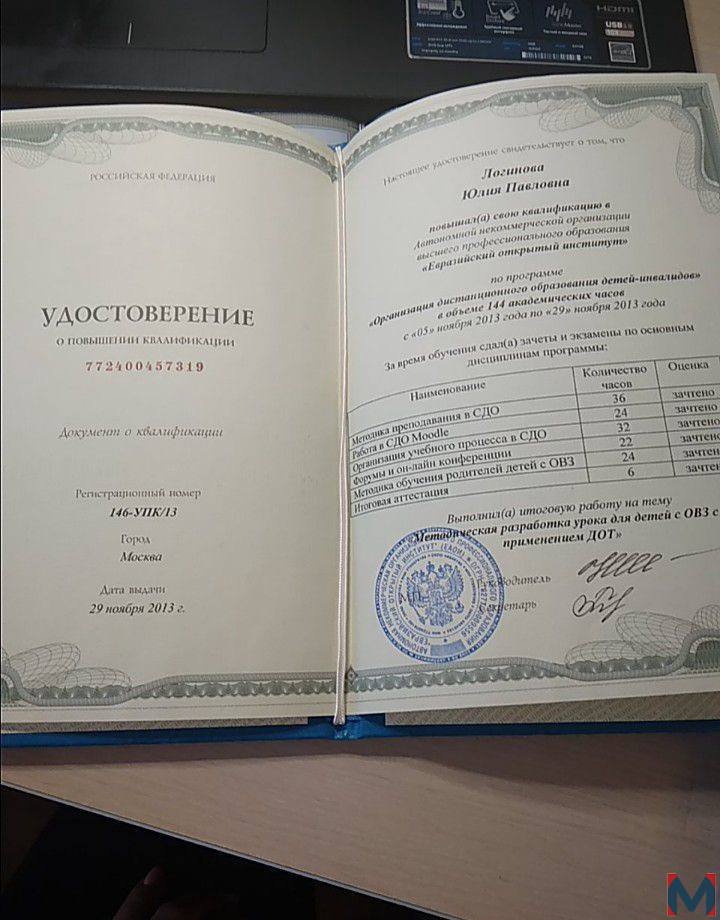 HDMI
РОССИЙСКАЯ ФЕДЕРАЦИЯ
УДОСТОВЕРЕНИЕ
О ПОВЫШЕНИИ КВАЛИФИКАЦИИ
772400457319
Документ о квалификации
Регистрационный номер
146-УПК/13
Город
Москва
Дата выдачи
29 ноября 2013 г.
Настоящее удостоверение свидетельствует о том, что
Логинова
Юлия Павловна
повышал(а) свою квалификацию в
Автономной некоммерческой организации
высшего профессионального образования
«Евразийский открытый институт»
по программе
«Организация дистанционного образования детей-инвалидов»
в объеме 144 академических часов
с «05» ноября 2013 года по «29» ноября 2013 года
За время обучения сдал(а) зачеты и экзамены по основным
дисциплинам программы:
Наименование Количество часов Оценка
Методика преподавания в СДО 36 зачтено
Работа в СДО Moodle 24 зачтено
Организация учебного процесса в СДО 32 зачтено
Форумы и он-лайн конференции 22 зачтено
Методика обучения родителей детей с ОВЗ 24 зачтен
Итоговая аттестация 6 зачте
Выполнил(а) итоговую работу на тему
«Методическая разработка урока для детей с ОВЗ с
применением ДОТ»
Руководитель
М.П.
Секретарь
M